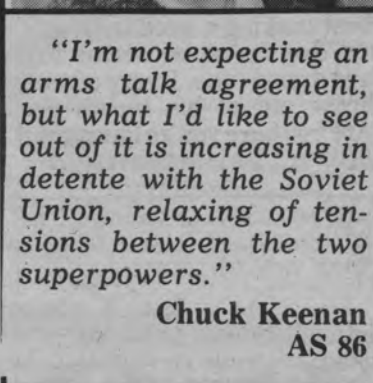 "I'm not expecting an
arms talk agreement,
but what I'd like to see
out of it is increasing in
detente with the Soviet
Union, relaxing of ten-
sions between the two
superpowers."
Chuck Keenan
AS 86